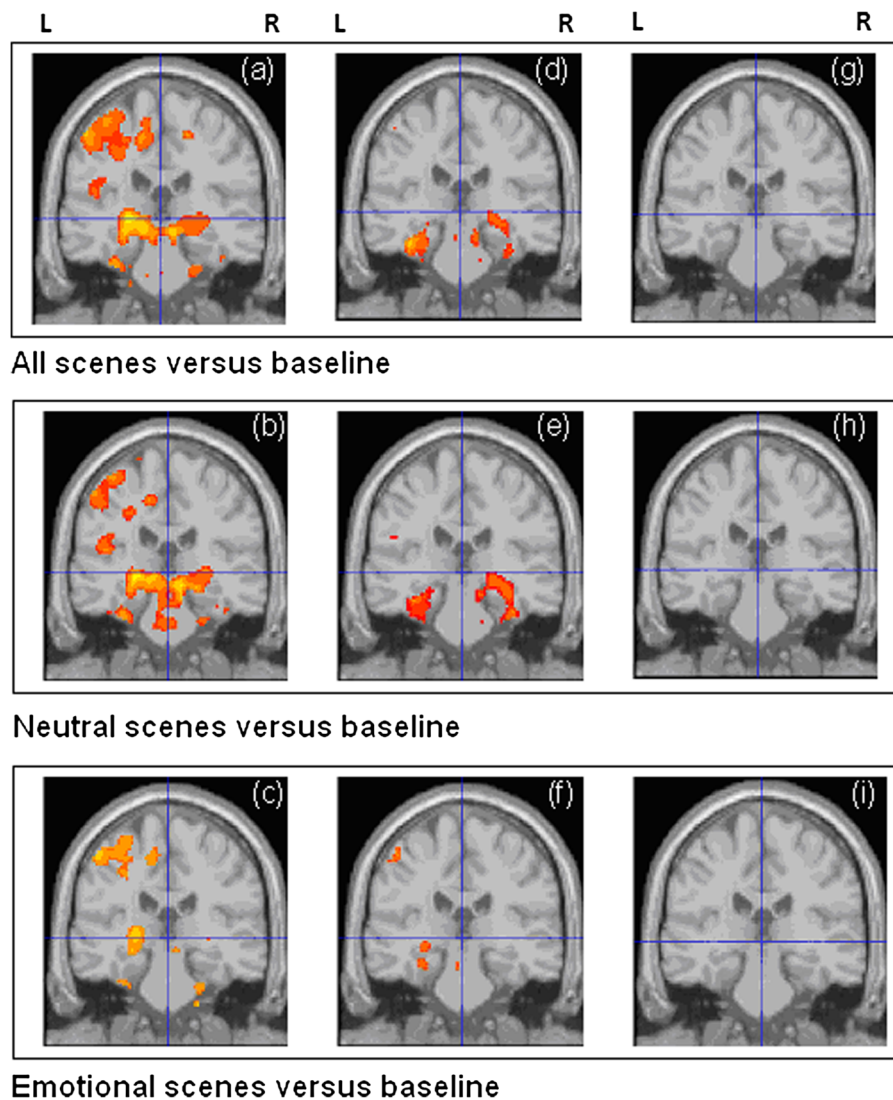 L R L R L R
(a) (d) (g)
All scenes versus baseline
(b) (e) (h)
Neutral scenes versus baseline
(c) (f) (i)
Emotional scenes versus baseline